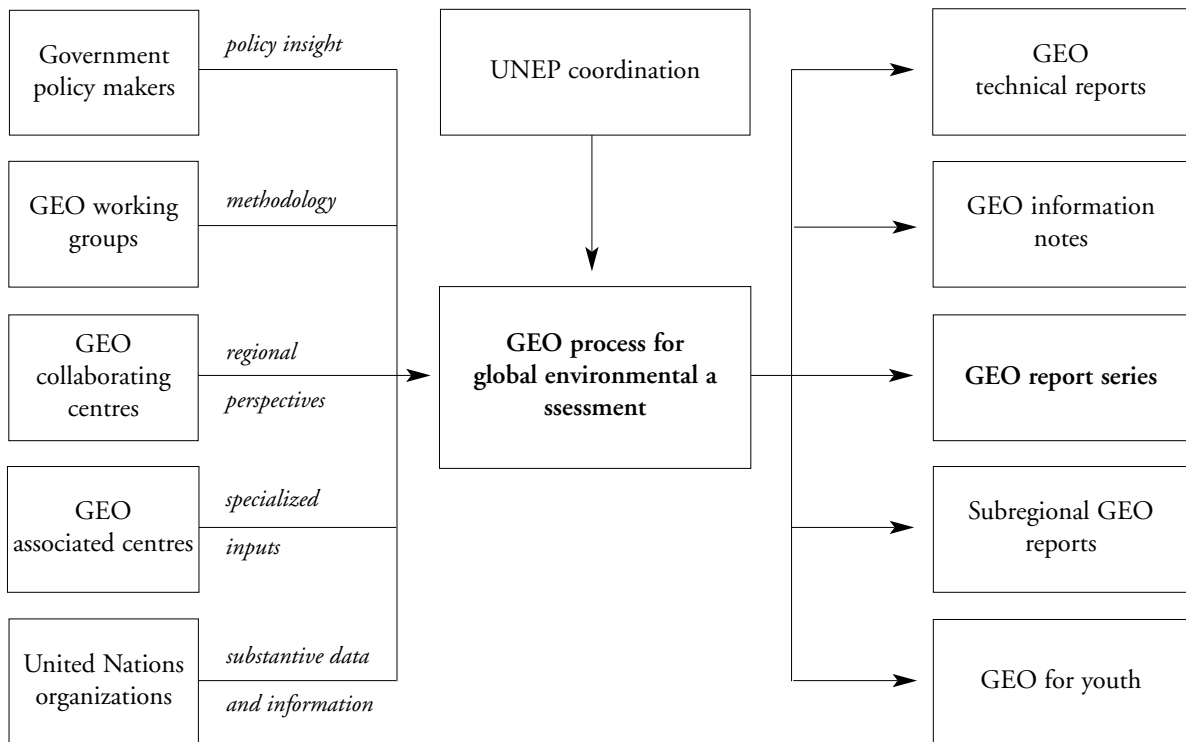 Government
policy makers
policy insight
GEO working
groups
methodology
GEO
collaborating
centres
regional
perspectives
GEO
associated centres
specialized
inputs
United Nations
organizations
substantive data
and information
UNEP coordination
GEO process for
global environmental a
ssessment
GEO
technical reports
GEO information
notes
GEO report series
Subregional GEO
reports
GEO for youth